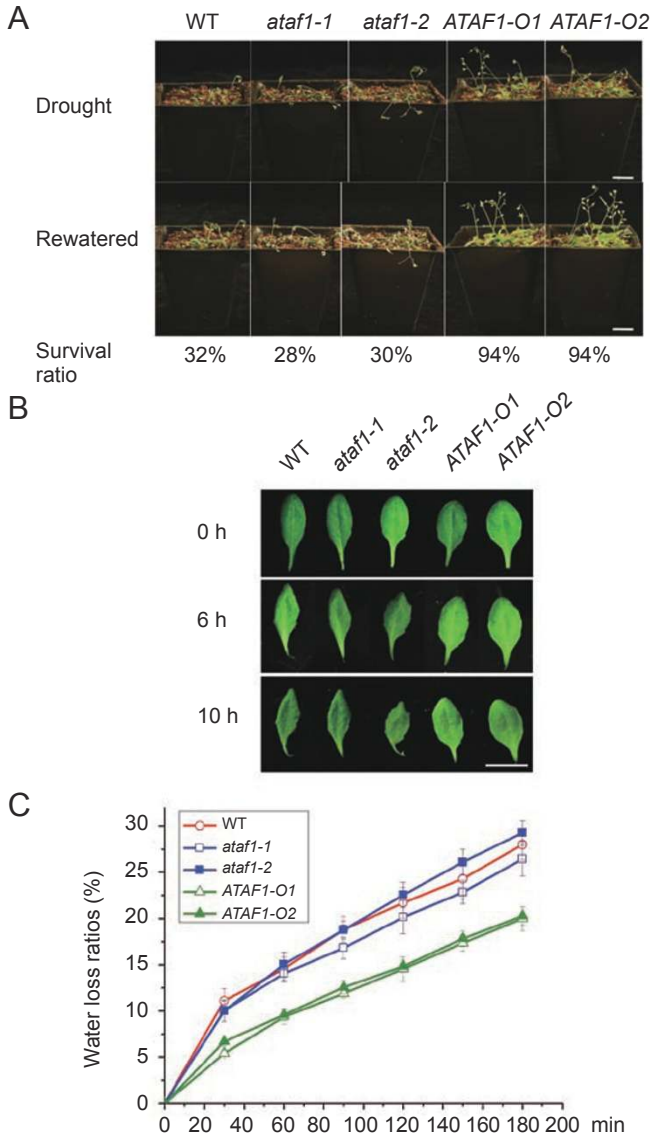 A
WT ataf1-1 ataf1-2 ATAF1-O1 ATAF1-O2
Drought
Rewatered
Survival
ratio
32% 28% 30% 94% 94%
B
WT ataf1-1 ataf1-2 ATAF1-O1 ATAF1-O2
0 h
6 h
10 h
C
Water loss ratios (%)
30
25
20
15
10
5
0
WT
ataf1-1
ataf1-2
ATAF1-O1
ATAF1-O2
0 20 40 60 80 100 120 140 160 180 200 min